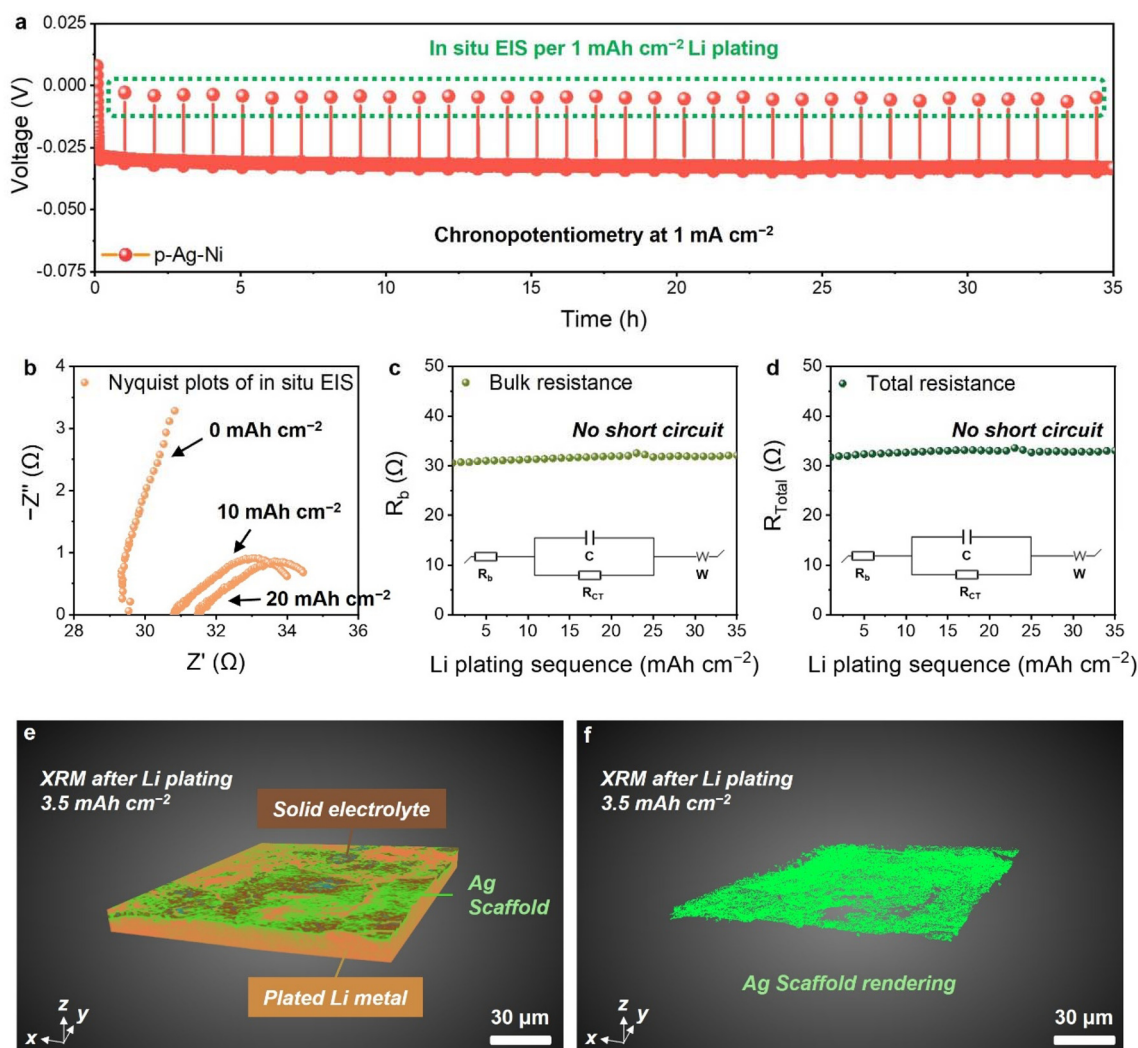 a
In situ EIS per 1 mAh cm⁻² Li plating
0.025
0.000
-0.025
-0.050
-0.075
Voltage (V)
Chronopotentiometry at 1 mA cm⁻²
p-Ag-Ni
0 5 10 15 20 25 30 35
Time (h)
b
Nyquist plots of in situ EIS
4
3
2
1
0
−Z'' (Ω)
0 mAh cm⁻²
10 mAh cm⁻²
20 mAh cm⁻²
28 30 32 34 36
Z' (Ω)
c
Bulk resistance
50
40
30
20
10
0
R_b (Ω)
No short circuit
R_b
C
R_CT
W
5 10 15 20 25 30 35
Li plating sequence (mAh cm⁻²)
d
Total resistance
50
40
30
20
10
0
R_Total (Ω)
No short circuit
R_b
C
R_CT
W
5 10 15 20 25 30 35
Li plating sequence (mAh cm⁻²)
e
XRM after Li plating
3.5 mAh cm⁻²
Solid electrolyte
Ag
Scaffold
Plated Li metal
z
y
x
30 µm
f
XRM after Li plating
3.5 mAh cm⁻²
Ag Scaffold rendering
z
y
x
30 µm